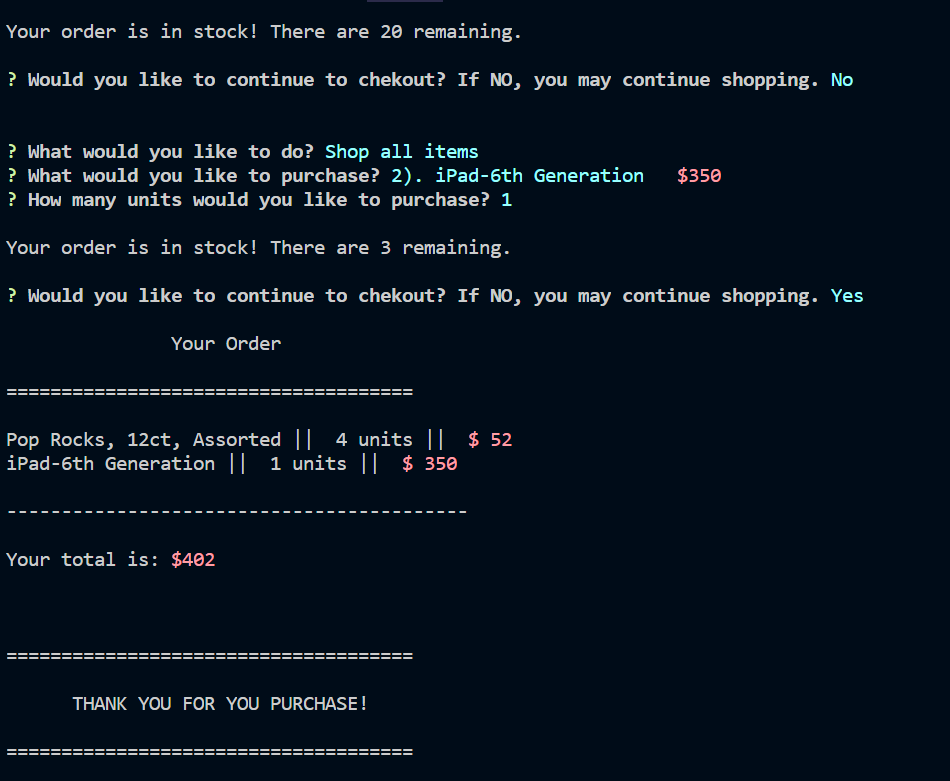 Your order is in stock! There are 20 remaining.
? Would you like to continue to chekout? If NO, you may continue shopping. No
? What would you like to do? Shop all items
? What would you like to purchase? 2). iPad-6th Generation   $350
? How many units would you like to purchase? 1
Your order is in stock! There are 3 remaining.
? Would you like to continue to chekout? If NO, you may continue shopping. Yes
Your Order
=====================================
Pop Rocks, 12ct, Assorted ||  4 units ||  $ 52
iPad-6th Generation ||  1 units ||  $ 350
------------------------------------------
Your total is: $402
=====================================
THANK YOU FOR YOU PURCHASE!
=====================================